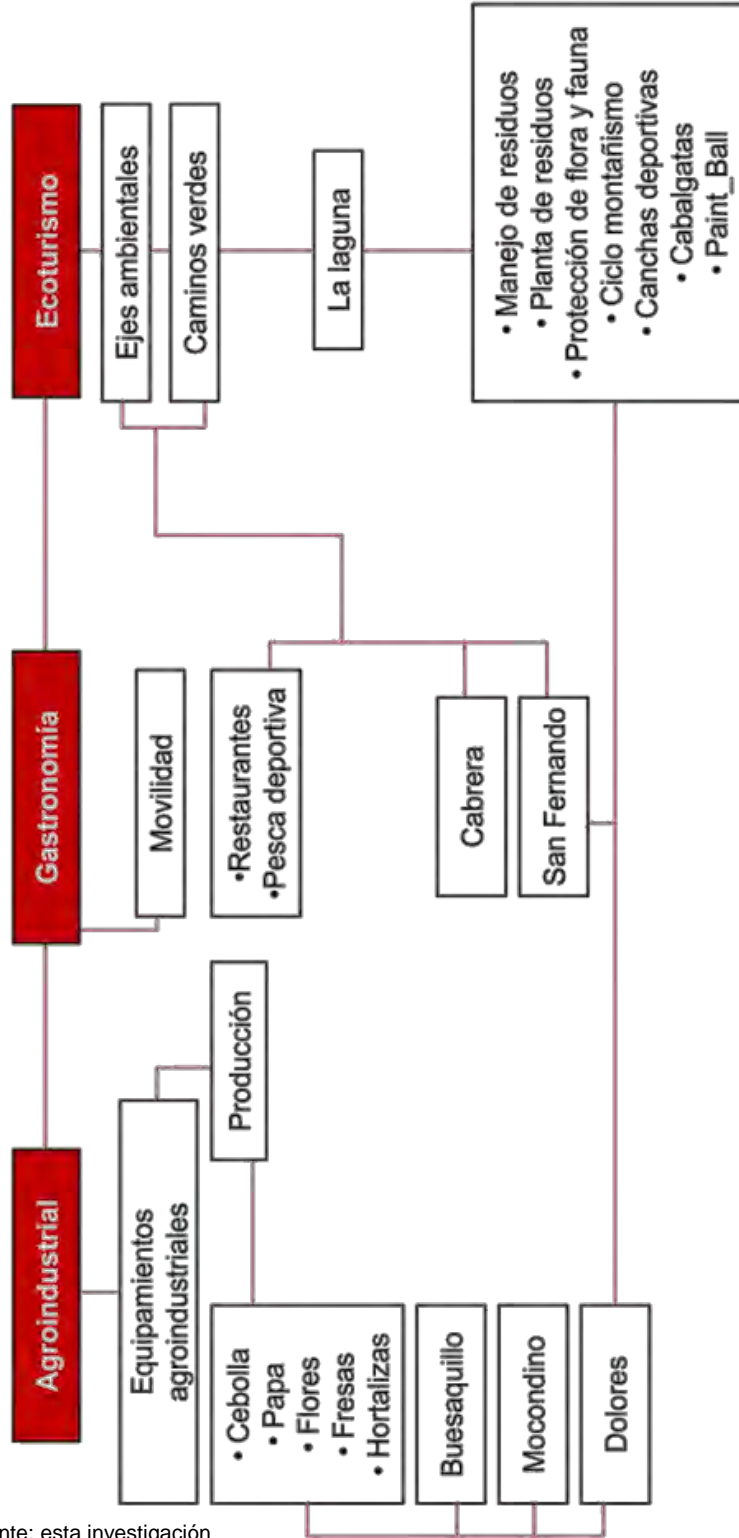 Agroindustrial
Gastronomía
Ecoturismo
Equipamientos
agroindustriales
Producción
• Cebolla
• Papa
• Flores
• Fresas
• Hortalizas
Buesaquillo
Mocondino
Dolores
Movilidad
•Restaurantes
•Pesca deportiva
Cabrera
San Fernando
Ejes ambientales
Caminos verdes
La laguna
• Manejo de residuos
• Planta de residuos
• Protección de flora y fauna
• Ciclo montañismo
• Canchas deportivas
• Cabalgatas
• Paint_Ball
nte: esta investigación